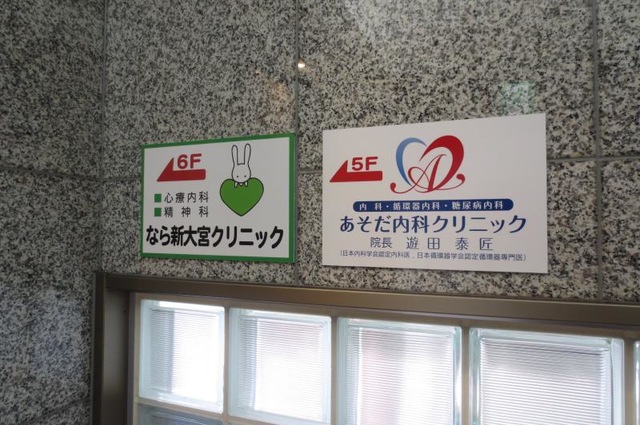 6F
■心療内科
■精神科
なら新大宮クリニック
5F
A
内科・循環器内科・糖尿病内科
あそだ内科クリニック
院長 遊田泰匠
(日本内科学会認定内科医、日本循環器学会認定循環器専門医)